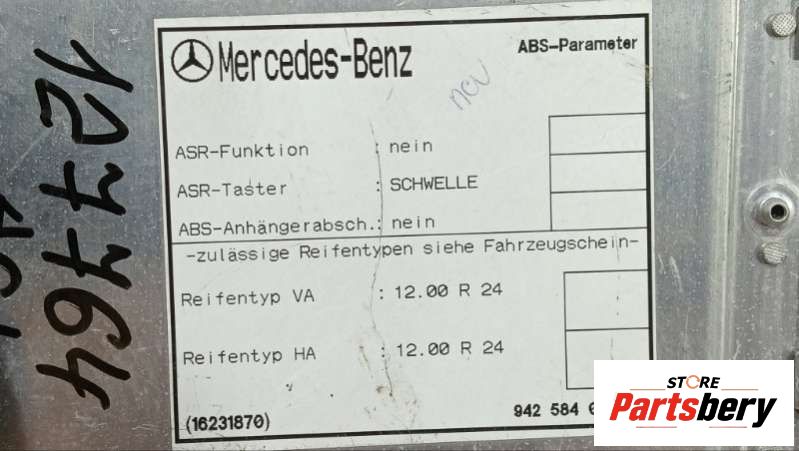 Mercedes-Benz
ABS-Parameter
ASR-Funktion : nein
ASR-Taster : SCHWELLE
ABS-Anhängerabsch.: nein
-zulässige Reifentypen siehe Fahrzeugschein-
Reifentyp VA : 12.00 R 24
Reifentyp HA : 12.00 R 24
(16231870)
942 584
127764
STORE
Partsbery